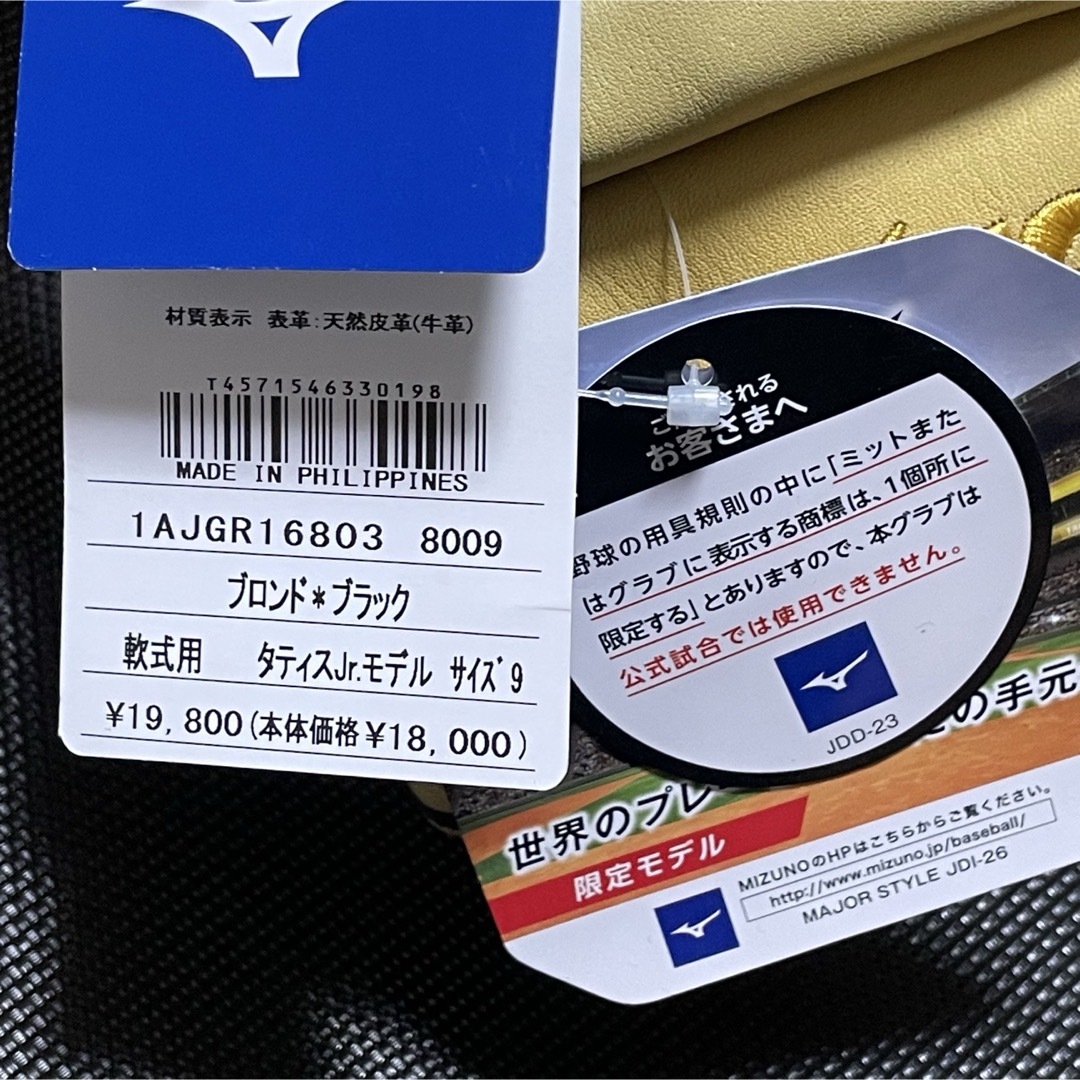 材質表示 表革:天然皮革(牛革)
T4571546330198
MADE IN PHILIPPINES
1AJGR16803 8009
ブロンド*ブラック
軟式用 タティスJr.モデル サイズ9
¥19,800(本体価格¥18,000)
される
お客さまへ
野球の用具規則の中に「ミットまた
はグラブに表示する商標は、1個所に
限定する」とありますので、本グラブは
公式試合では使用できません。
JDD-23
の手元
世界のプレ
限定モデル
MIZUNOのHPはこちらからご覧ください。
http://www.mizuno.jp/baseball/
MAJOR STYLE JDI-26